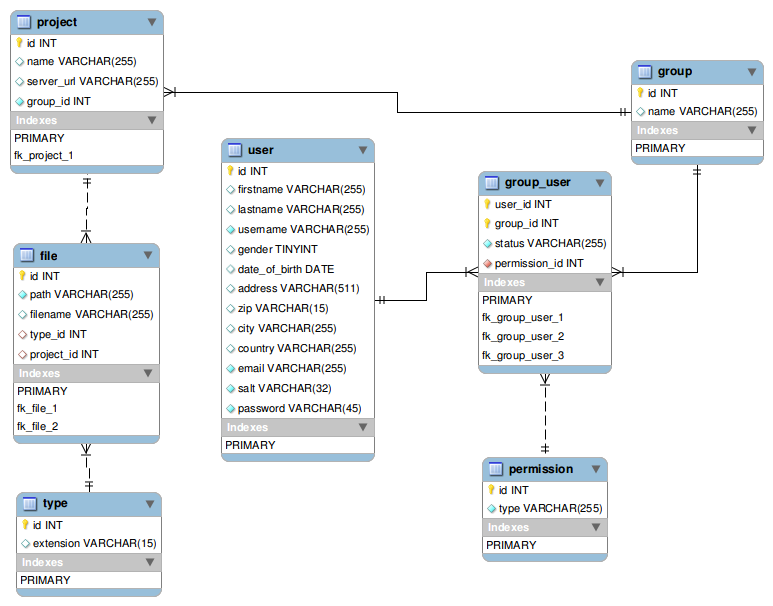 project
id INT
name VARCHAR(255)
server_url VARCHAR(255)
group_id INT
Indexes
PRIMARY
fk_project_1
group
id INT
name VARCHAR(255)
Indexes
PRIMARY
user
id INT
firstname VARCHAR(255)
lastname VARCHAR(255)
username VARCHAR(255)
gender TINYINT
date_of_birth DATE
address VARCHAR(511)
zip VARCHAR(15)
city VARCHAR(255)
country VARCHAR(255)
email VARCHAR(255)
salt VARCHAR(32)
password VARCHAR(45)
Indexes
PRIMARY
group_user
user_id INT
group_id INT
status VARCHAR(255)
permission_id INT
Indexes
PRIMARY
fk_group_user_1
fk_group_user_2
fk_group_user_3
file
id INT
path VARCHAR(255)
filename VARCHAR(255)
type_id INT
project_id INT
Indexes
PRIMARY
fk_file_1
fk_file_2
permission
id INT
type VARCHAR(255)
Indexes
PRIMARY
type
id INT
extension VARCHAR(15)
Indexes
PRIMARY